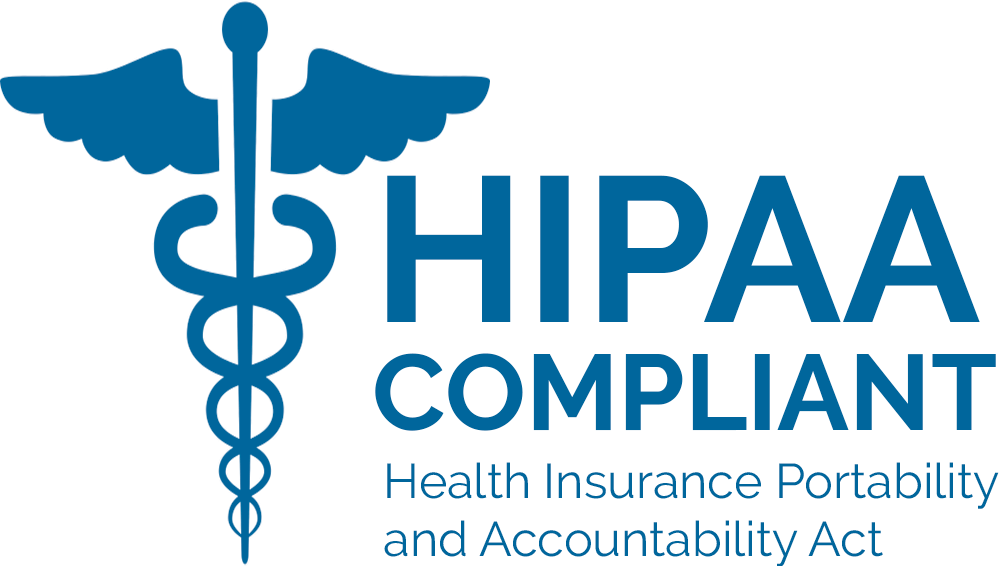 HIPAA
COMPLIANT
Health Insurance Portability
and Accountability Act